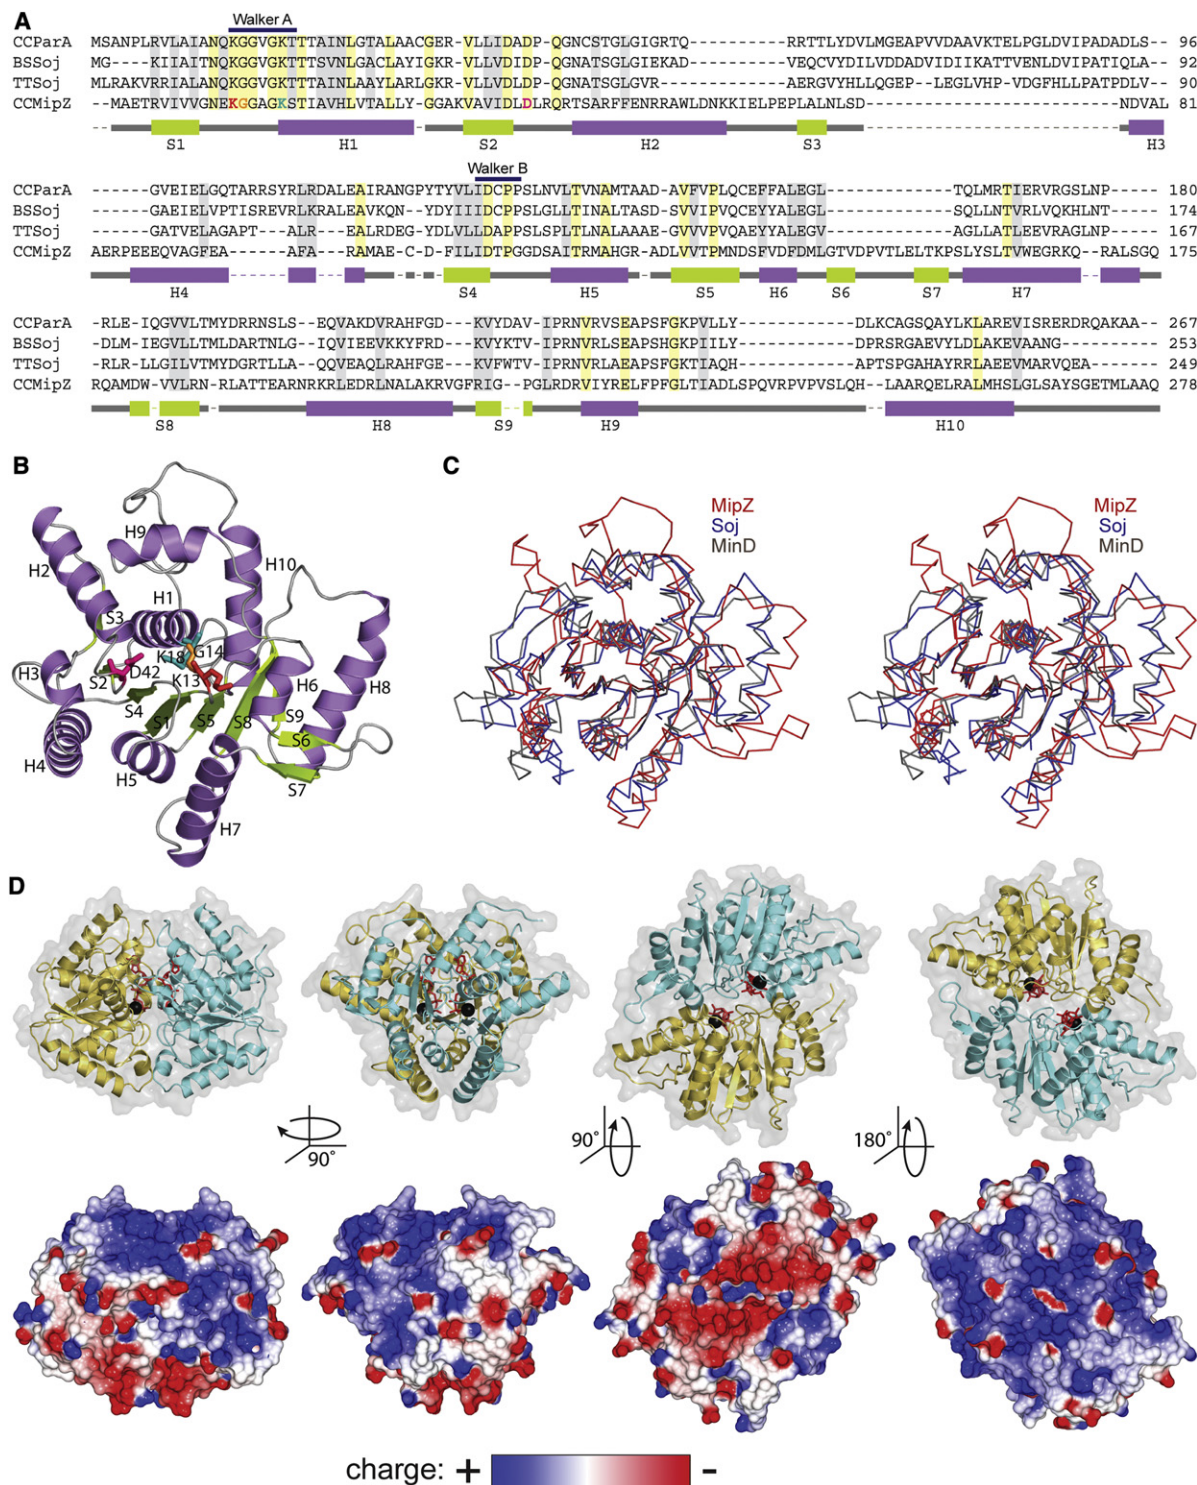 A
Walker A
CCParA MSANPLRVLAIANQKGGVGKTTTAINLGTALAACGER-VLLIDADP-QGNCSTGLGIGRTQ----------RRTTLYDVLMGEAPVVDAAVKTELPGLDVIPADADLS-- 96
BSSoj MG----KIIAITNQKGGVGKTTTSVNLGACLAYIGKR-VLLVDIDP-QGNATSGLGIEKAD----------VEQCVYDILVDDADVIDIIKATTVENLDVIPATIQLA-- 92
TTSoj MLRAKVRRIALANQKGGVGKTTTAINLAAYLARLGKR-VLLVDLDP-QGNATSGLGVR-------------AERGVYHLLQGEP--LEGLVHP-VDGFHLLPATPDLV-- 90
CCMipZ --MAETRVIVVGNEKGGAGKSTIAVHLVTALLY-GGAKVAVIDLDLRQRTSARFFENRRAWLDNKKIELPEPLALNLSD NDVAL 81
S1 H1 S2 H2 S3 H3
Walker B
CCParA ------GVEIELGQTARRSYRLRDALEAIRANGPYTYVLIDCPPSLNVLTVNAMTAAD-AVFVPLQCEFFALEGL--------------TQLMRTIERVRGSLNP----- 180
BSSoj ------GAEIELVPTISREVRLKRALEAVKQN--YDYIIIDCPPSLGLLTINALTASD-SVVIPVQCEYYALEGL--------------SQLLNTVRLVQKHLNT----- 174
TTSoj ------GATVELAGAPT---ALR--EALRDEG-YDLVLLDAPPSLSPLTLNALAAAE-GVVVPVQAEYYALEGV--------------AGLLATLEEVRAGLNP----- 167
CCMipZ AERPEEEQVAGFEA------AFA--RAMAEC-D-FILIDTPGGDSAITRMAHGR-ADLVVTPMNDSFVDFDMLGTVDPVTLELTKPSLYSLTVWEGRKQ--RALSGQ 175
H4 S4 H5 S5 H6 S6 S7 H7
CCParA -RLE-IQGVVLTMYDRRNSLS--EQVAKDVRAHFGD---KVYDAV-IPRNVRVSEAPSFGKPVLLY-------------DLKCAGSQAYLKLAREVISRERDRQAKAA-- 267
BSSoj -DLM-IEGVLLTMLDARTNLG--IQVIEEVKKYFRD---KVYKTV-IPRNVRLSEAPSHGKPIILY-------------DPRSRGAEVYLDLAKEVAANG---------- 253
TTSoj -RLR-LLGILVTMYDGRTLLA--QQVEAQLRAHFGE---KVFWTV-IPRNVRLAEAPSFGKTIAQH-------------APTSPGAHAYRRLAEEVMARVQEA------- 249
CCMipZ RQAMDW-VVLRN-RLATTEARNRKRLEDRLNALAKRVGFRIG--PGLRDRVIYRELFPFGLTIADLSPQVRPVPVSLQH--LAARQELRALMHSLGLSAYSGETMLAAQ 278
S8 H8 S9 H9 H10
B
H9
H2
H10
H1
S3
K18
G14
H3
S2
D42
K13
H6
H8
S4
S1
S5
S8
S9
S6
H4
H5
S7
H7
C
MipZ
Soj
MinD
MipZ
Soj
MinD
D
90°
90°
180°
charge: + -